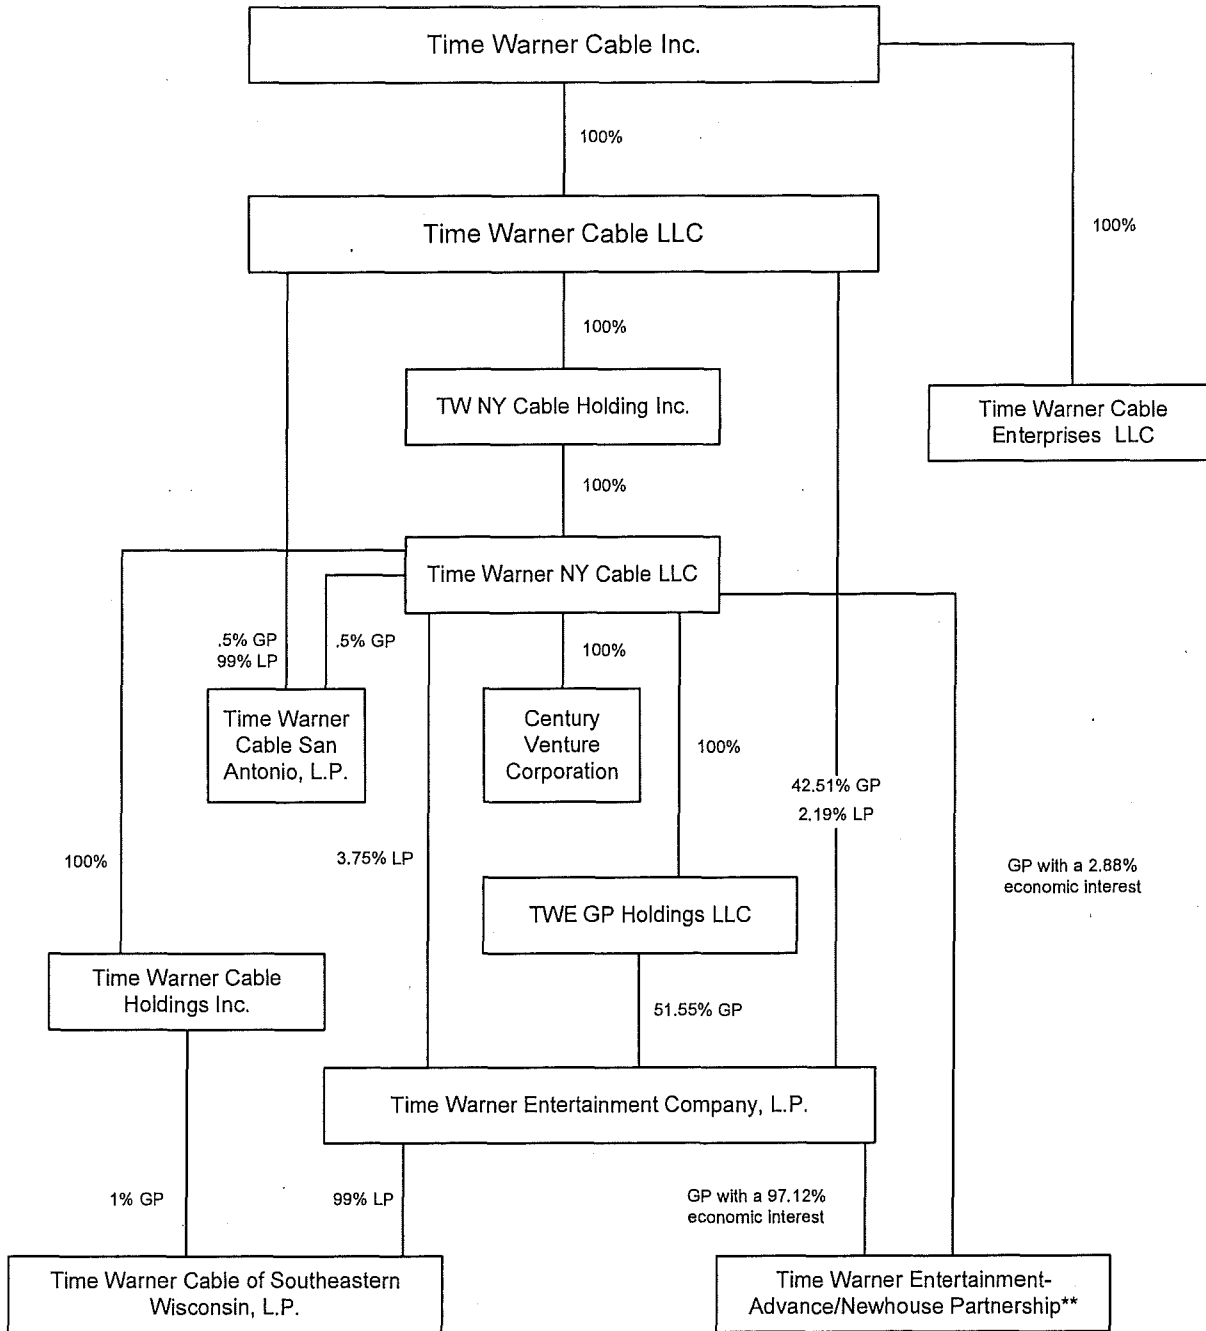 Time Warner Cable Inc.
100%
Time Warner Cable LLC
100%
100%
TW NY Cable Holding Inc.
Time Warner Cable
Enterprises LLC
100%
Time Warner NY Cable LLC
.5% GP
99% LP
.5% GP
100%
Time Warner
Cable San
Antonio, L.P.
Century
Venture
Corporation
100%
42.51% GP
2.19% LP
100%
3.75% LP
GP with a 2.88%
economic interest
TWE GP Holdings LLC
Time Warner Cable
Holdings Inc.
51.55% GP
Time Warner Entertainment Company, L.P.
1% GP
99% LP
GP with a 97.12%
economic interest
Time Warner Cable of Southeastern
Wisconsin, L.P.
Time Warner Entertainment-
Advance/Newhouse Partnership**